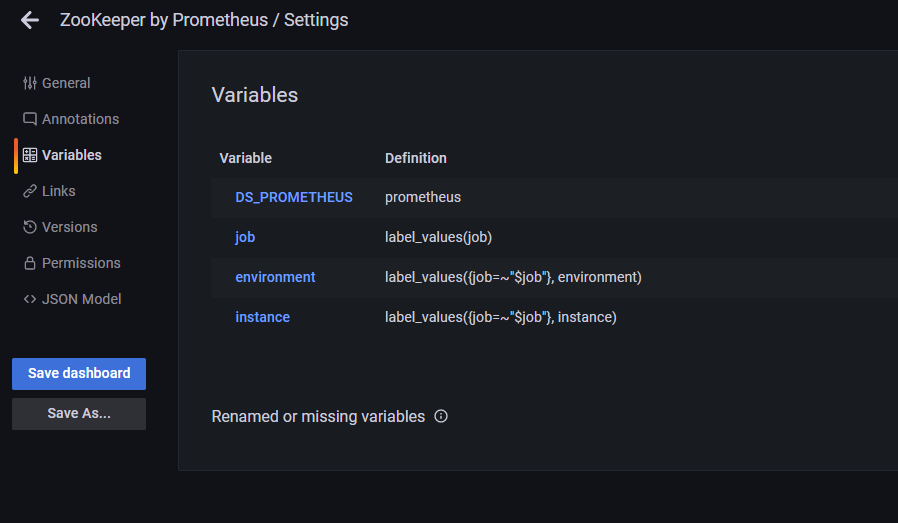 ZooKeeper by Prometheus / Settings
General
Annotations
Variables
Links
Versions
Permissions
JSON Model
Save dashboard
Save As...
Variables
Variable Definition
DS_PROMETHEUS prometheus
job label_values(job)
environment label_values({job=~"$job"}, environment)
instance label_values({job=~"$job"}, instance)
Renamed or missing variables